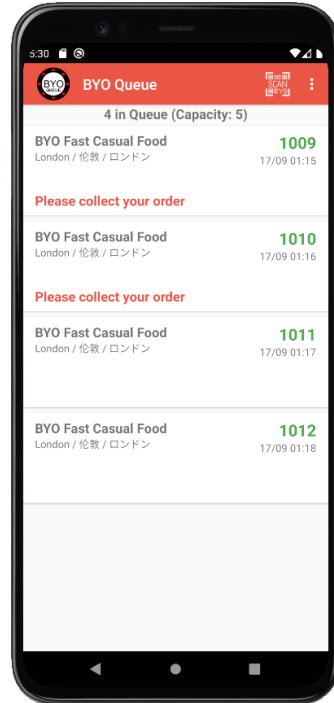 5:30
BYO QUEUE
BYO Queue
SCAN
BYO
4 in Queue (Capacity: 5)
BYO Fast Casual Food 1009
London / 伦敦 / ロンドン 17/09 01:15
Please collect your order
BYO Fast Casual Food 1010
London / 伦敦 / ロンドン 17/09 01:16
Please collect your order
BYO Fast Casual Food 1011
London / 伦敦 / ロンドン 17/09 01:17
BYO Fast Casual Food 1012
London / 伦敦 / ロンドン 17/09 01:18